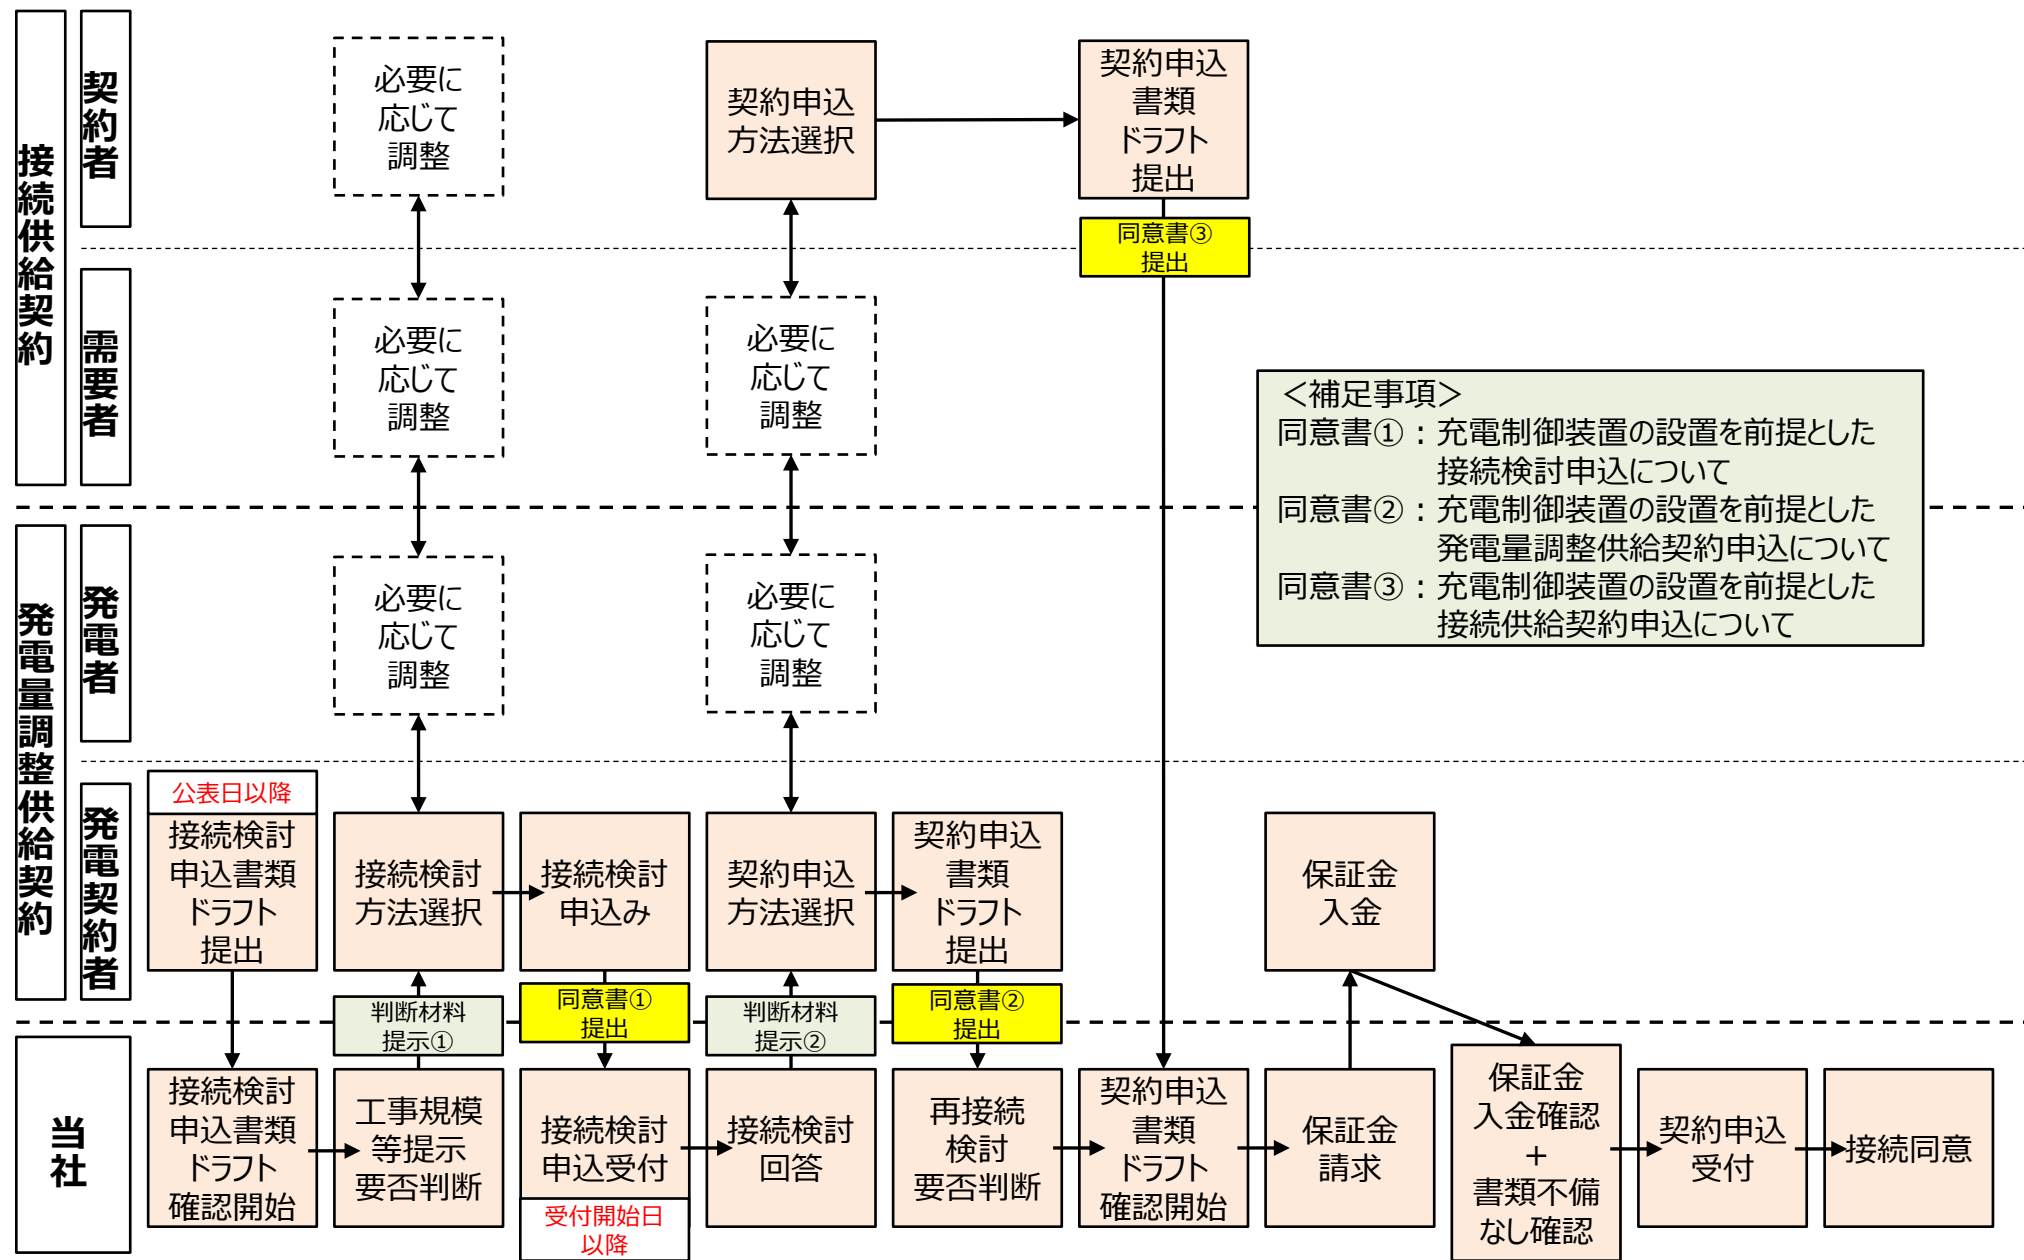 接続供給契約
契約者
必要に
応じて
調整
契約申込
方法選択
契約申込
書類
ドラフト
提出
同意書③
提出
需要者
必要に
応じて
調整
必要に
応じて
調整
＜補足事項＞
同意書①：充電制御装置の設置を前提とした
接続検討申込について
同意書②：充電制御装置の設置を前提とした
発電量調整供給契約申込について
同意書③：充電制御装置の設置を前提とした
接続供給契約申込について
発電量調整供給契約
発電者
必要に
応じて
調整
必要に
応じて
調整
発電契約者
公表日以降
接続検討
申込書類
ドラフト
提出
接続検討
方法選択
接続検討
申込み
契約申込
方法選択
契約申込
書類
ドラフト
提出
保証金
入金
判断材料
提示①
同意書①
提出
判断材料
提示②
同意書②
提出
当社
接続検討
申込書類
ドラフト
確認開始
工事規模
等提示
要否判断
接続検討
申込受付
受付開始日
以降
接続検討
回答
再接続
検討
要否判断
契約申込
書類
ドラフト
確認開始
保証金
請求
保証金
入金確認
+
書類不備
なし確認
契約申込
受付
接続同意